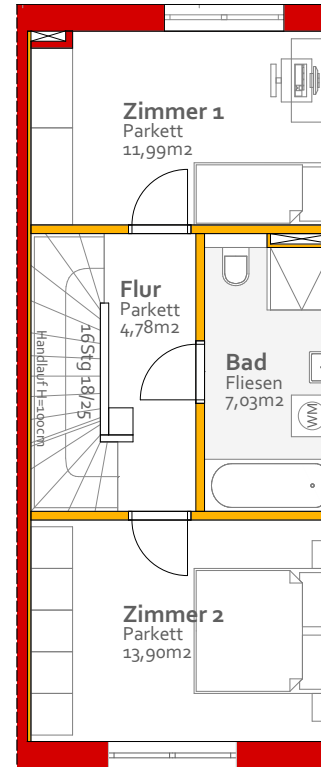 Zimmer 1
Parkett
11,99m2
Flur
Parkett
4,78m2
16Stg 18/25
Handlauf H=100cm
Bad
Fliesen
7,03m2
WM
Zimmer 2
Parkett
13,90m2